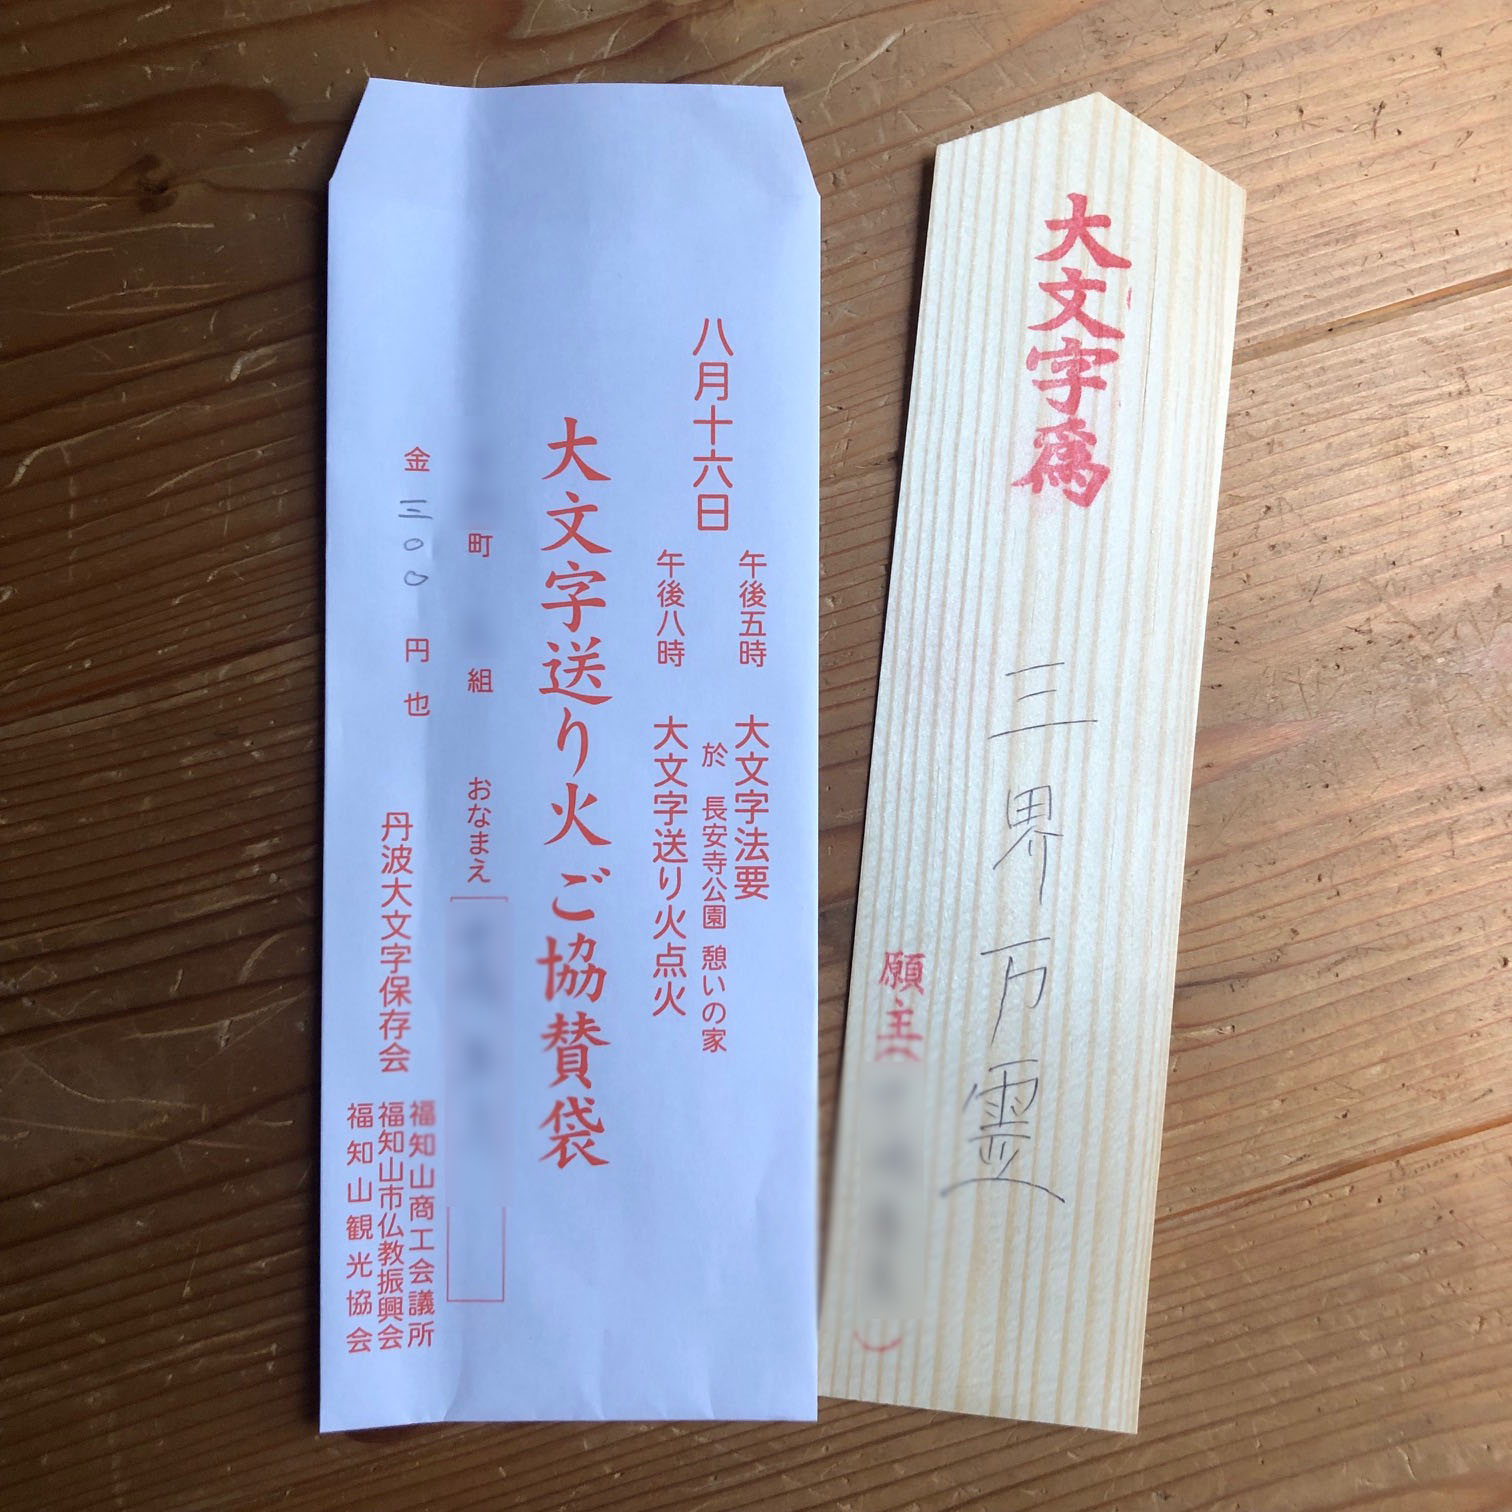 八月十六日
午後五時　大文字法要
於　長安寺公園　憩いの家
午後八時　大文字送り火点火
大文字送り火ご協賛袋
町　組　おなまえ
金三〇〇円也
丹波大文字保存会
福知山商工会議所
福知山市仏教振興会
福知山観光協会
大文字爲
三界万霊
願主（　）